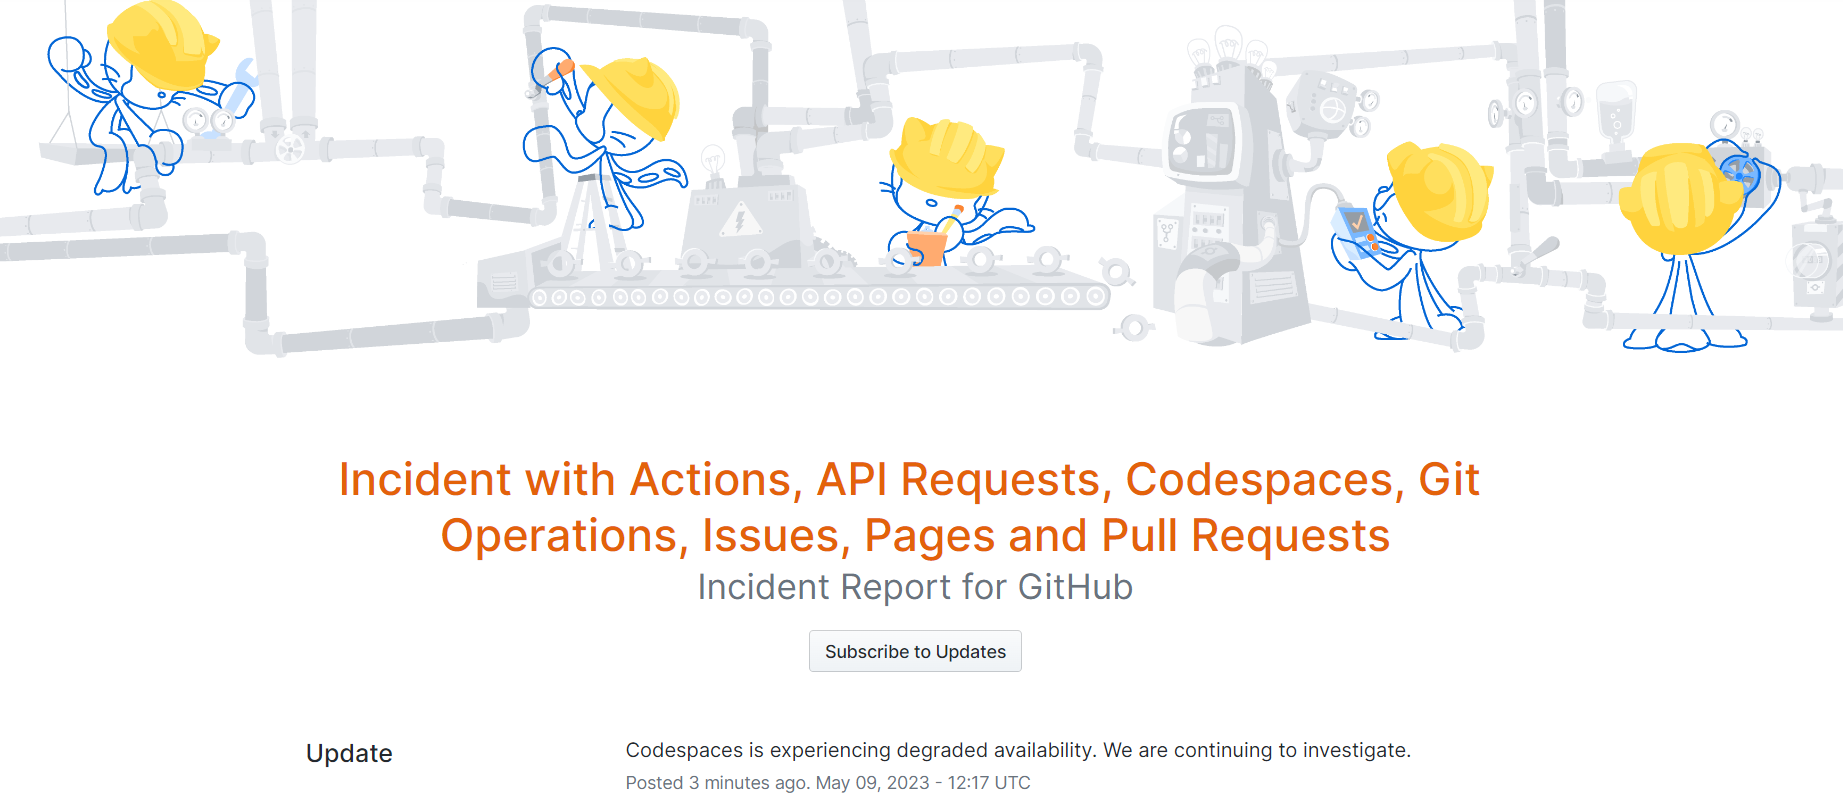 Incident with Actions, API Requests, Codespaces, Git
Operations, Issues, Pages and Pull Requests
Incident Report for GitHub
Subscribe to Updates
Update
Codespaces is experiencing degraded availability. We are continuing to investigate.
Posted 3 minutes ago. May 09, 2023 - 12:17 UTC